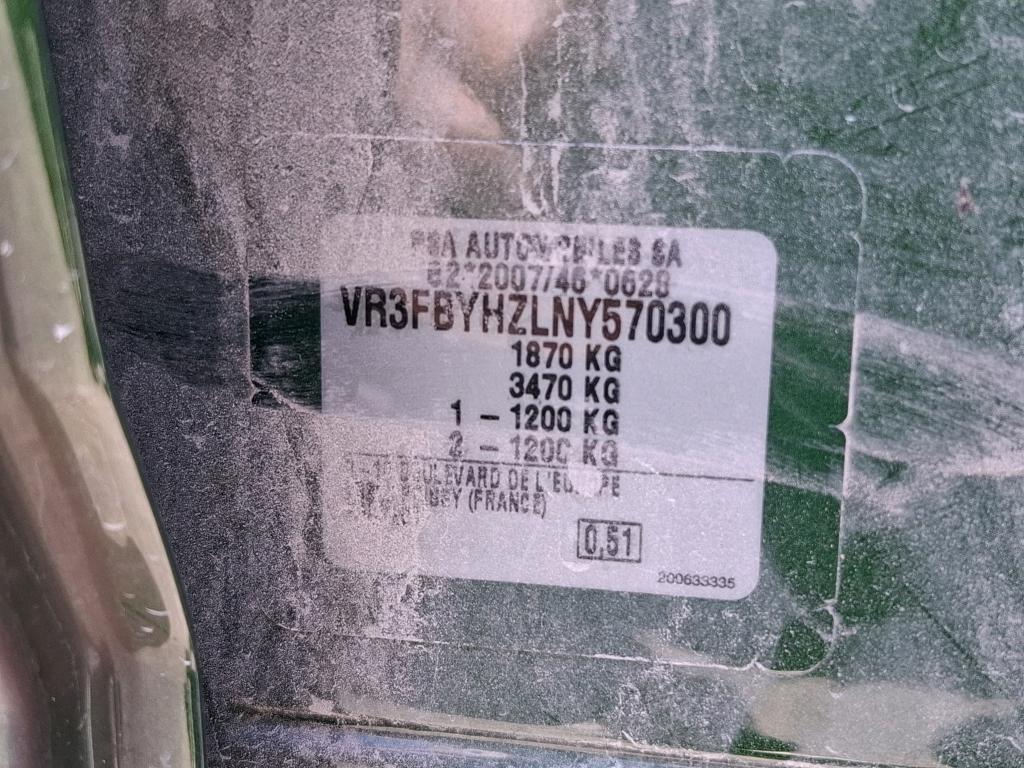 PSA AUTOMOBILES SA
62*2007/46*0628
VR3FBYHZLNY570300
1870 KG
3470 KG
1 - 1200 KG
2 - 1200 KG
BOULEVARD DE L'EUROPE
(FRANCE)
0,51
200633335